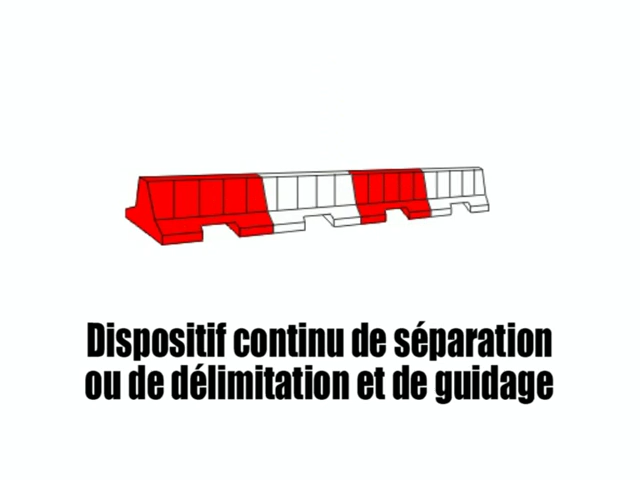 Dispositif continu de séparation
ou de délimitation et de guidage